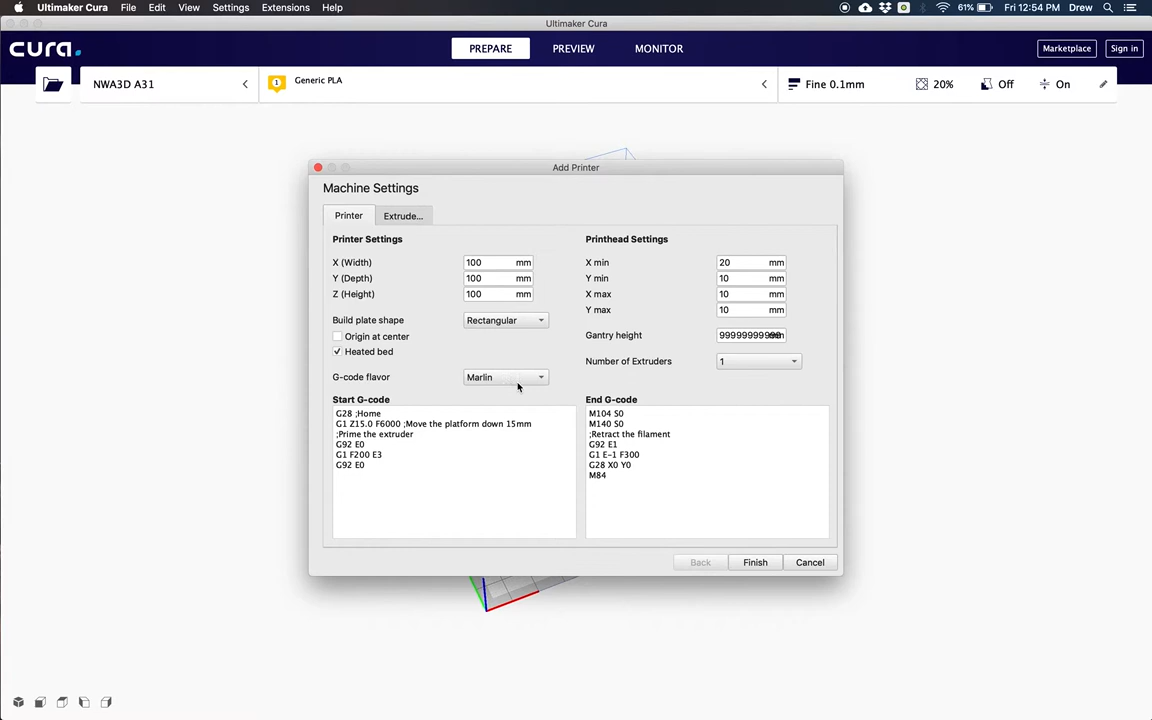 Ultimaker Cura File Edit View Settings Extensions Help 61% Fri 12:54 PM Drew
Ultimaker Cura
cura. PREPARE PREVIEW MONITOR Marketplace Sign in
NWA3D A31 1 Generic PLA Fine 0.1mm 20% Off On
Add Printer
Machine Settings
Printer Extrude...
Printer Settings Printhead Settings
X (Width) 100 mm X min 20 mm
Y (Depth) 100 mm Y min 10 mm
Z (Height) 100 mm X max 10 mm
Y max 10 mm
Build plate shape Rectangular
Origin at center Gantry height
Heated bed
Number of Extruders 1
G-code flavor Marlin
Start G-code
G28 ;Home
G1 Z15.0 F6000 ;Move the platform down 15mm
;Prime the extruder
G92 E0
G1 F200 E3
G92 E0
End G-code
M104 S0
M140 S0
;Retract the filament
G92 E1
G1 E-1 F300
G28 X0 Y0
M84
Back Finish Cancel